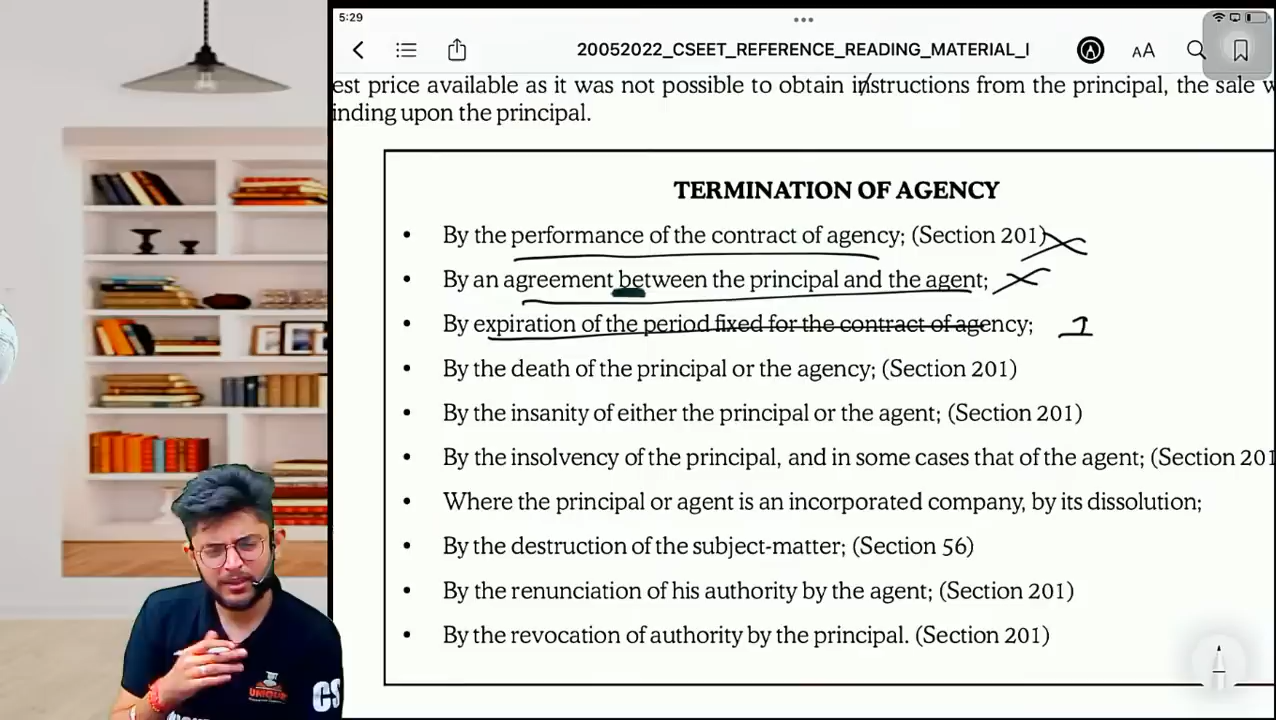 5:29
20052022_CSEET_REFERENCE_READING_MATERIAL_I
AA
est price available as it was not possible to obtain instructions from the principal, the sale w
inding upon the principal.
TERMINATION OF AGENCY
• By the performance of the contract of agency; (Section 201)
• By an agreement between the principal and the agent;
• By expiration of the period fixed for the contract of agency; 1
• By the death of the principal or the agency; (Section 201)
• By the insanity of either the principal or the agent; (Section 201)
• By the insolvency of the principal, and in some cases that of the agent; (Section 201
• Where the principal or agent is an incorporated company, by its dissolution;
• By the destruction of the subject-matter; (Section 56)
• By the renunciation of his authority by the agent; (Section 201)
• By the revocation of authority by the principal. (Section 201)
UNIQUE
CS